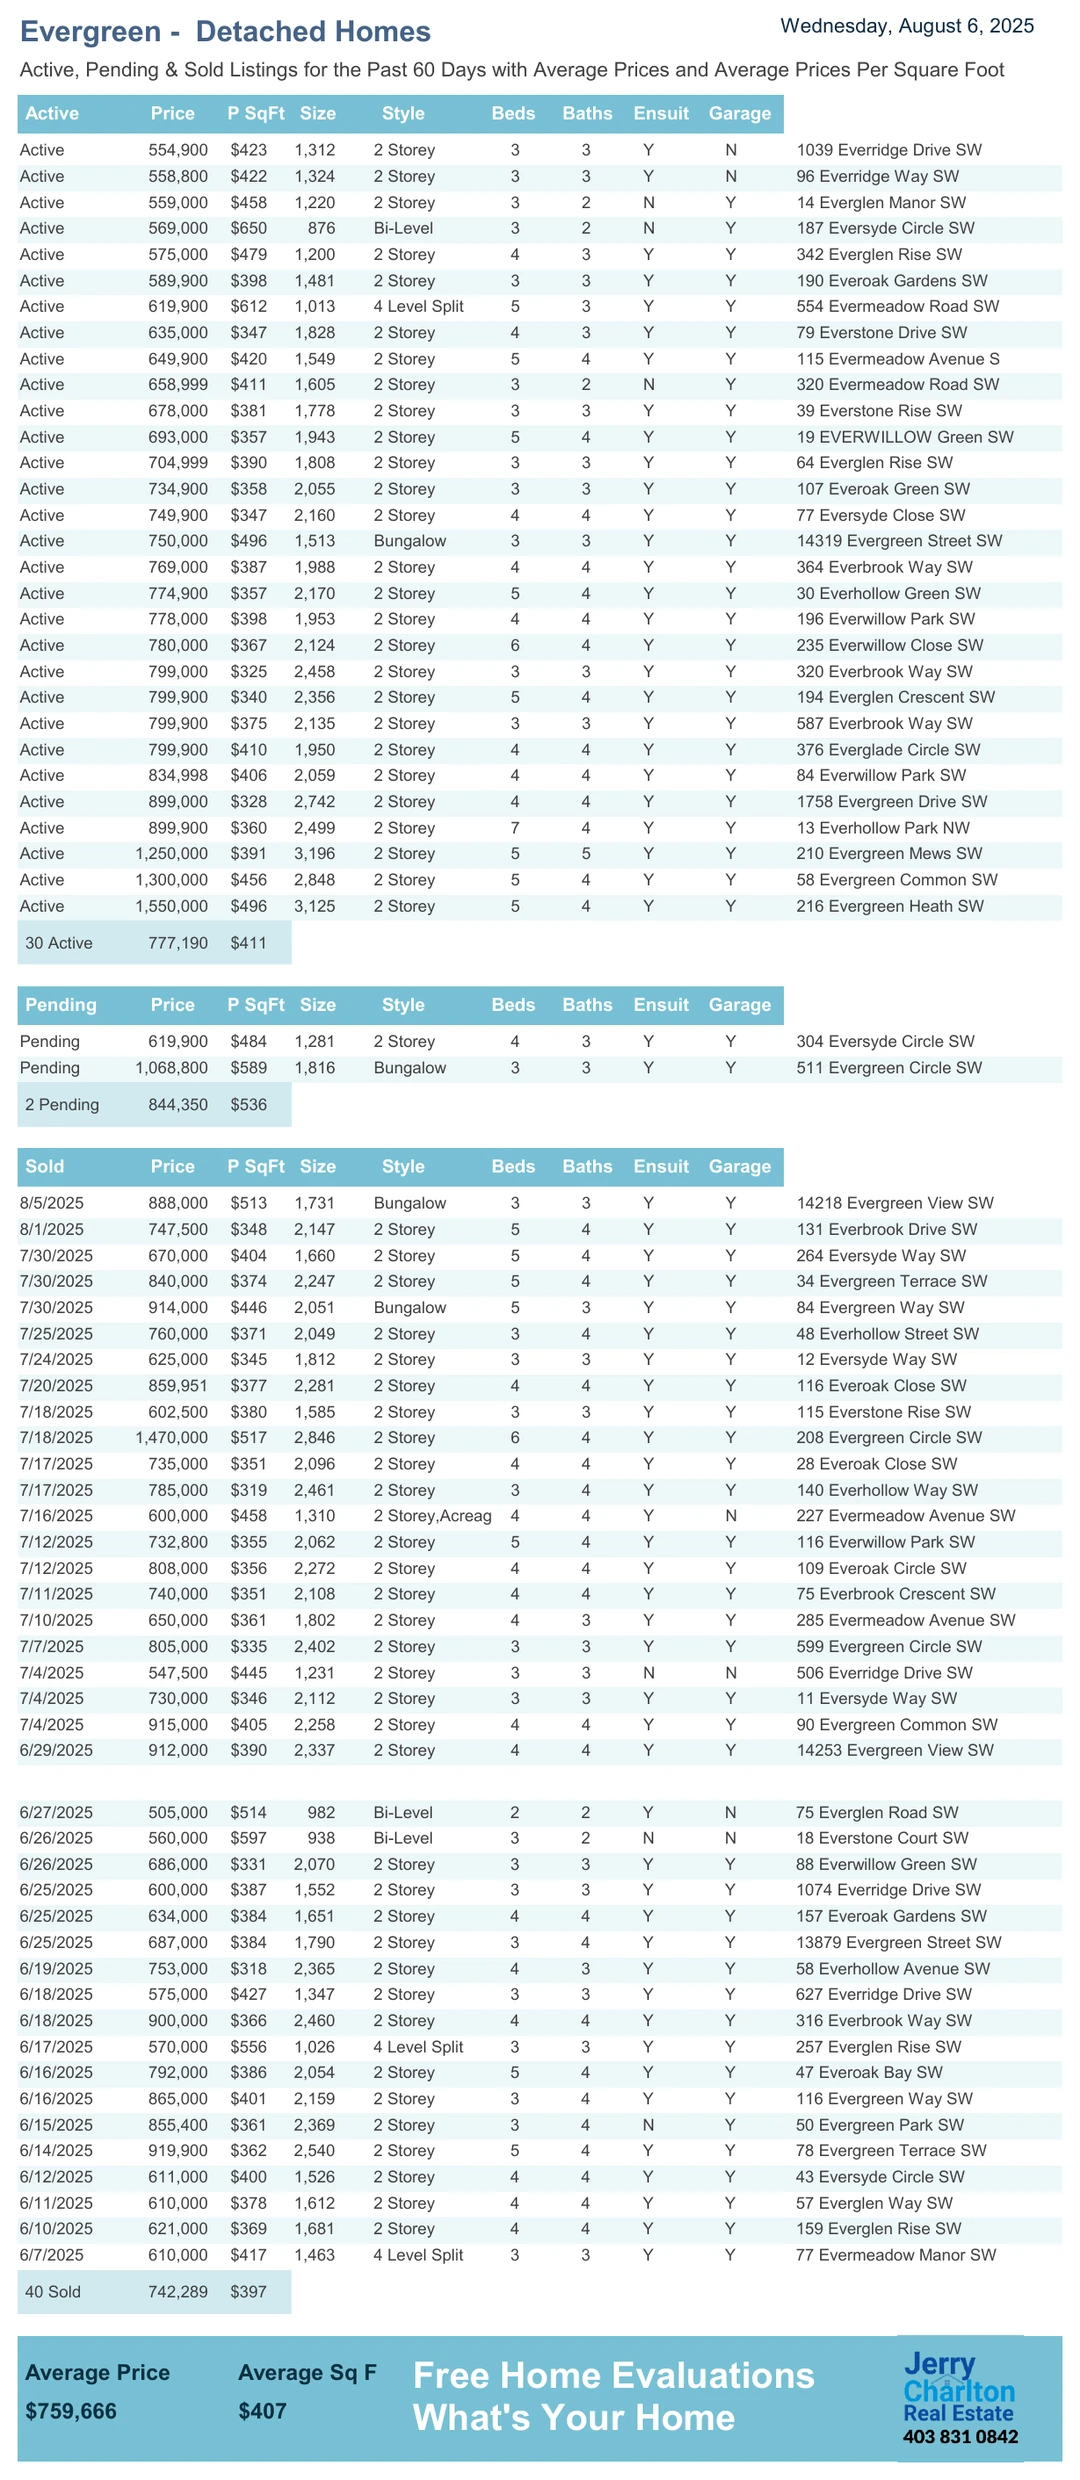 Evergreen - Detached Homes
Wednesday, August 6, 2025
Active, Pending & Sold Listings for the Past 60 Days with Average Prices and Average Prices Per Square Foot
Active Price P SqFt Size Style Beds Baths Ensuit Garage
Active 554,900 $423 1,312 2 Storey 3 3 Y N 1039 Everridge Drive SW
Active 558,800 $422 1,324 2 Storey 3 3 Y N 96 Everridge Way SW
Active 559,000 $458 1,220 2 Storey 3 2 N Y 14 Everglen Manor SW
Active 569,000 $650 876 Bi-Level 3 2 N Y 187 Eversyde Circle SW
Active 575,000 $479 1,200 2 Storey 4 3 Y Y 342 Everglen Rise SW
Active 589,900 $398 1,481 2 Storey 3 3 Y Y 190 Everoak Gardens SW
Active 619,900 $612 1,013 4 Level Split 5 3 Y Y 554 Evermeadow Road SW
Active 635,000 $347 1,828 2 Storey 4 3 Y Y 79 Everstone Drive SW
Active 649,900 $420 1,549 2 Storey 5 4 Y Y 115 Evermeadow Avenue S
Active 658,999 $411 1,605 2 Storey 3 2 N Y 320 Evermeadow Road SW
Active 678,000 $381 1,778 2 Storey 3 3 Y Y 39 Everstone Rise SW
Active 693,000 $357 1,943 2 Storey 5 4 Y Y 19 EVERWILLOW Green SW
Active 704,999 $390 1,808 2 Storey 3 3 Y Y 64 Everglen Rise SW
Active 734,900 $358 2,055 2 Storey 3 3 Y Y 107 Everoak Green SW
Active 749,900 $347 2,160 2 Storey 4 4 Y Y 77 Eversyde Close SW
Active 750,000 $496 1,513 Bungalow 3 3 Y Y 14319 Evergreen Street SW
Active 769,000 $387 1,988 2 Storey 4 4 Y Y 364 Everbrook Way SW
Active 774,900 $357 2,170 2 Storey 5 4 Y Y 30 Everhollow Green SW
Active 778,000 $398 1,953 2 Storey 4 4 Y Y 196 Everwillow Park SW
Active 780,000 $367 2,124 2 Storey 6 4 Y Y 235 Everwillow Close SW
Active 799,000 $325 2,458 2 Storey 3 3 Y Y 320 Everbrook Way SW
Active 799,900 $340 2,356 2 Storey 5 4 Y Y 194 Everglen Crescent SW
Active 799,900 $375 2,135 2 Storey 3 3 Y Y 587 Everbrook Way SW
Active 799,900 $410 1,950 2 Storey 4 4 Y Y 376 Everglade Circle SW
Active 834,998 $406 2,059 2 Storey 4 4 Y Y 84 Everwillow Park SW
Active 899,000 $328 2,742 2 Storey 4 4 Y Y 1758 Evergreen Drive SW
Active 899,900 $360 2,499 2 Storey 7 4 Y Y 13 Everhollow Park NW
Active 1,250,000 $391 3,196 2 Storey 5 5 Y Y 210 Evergreen Mews SW
Active 1,300,000 $456 2,848 2 Storey 5 4 Y Y 58 Evergreen Common SW
Active 1,550,000 $496 3,125 2 Storey 5 4 Y Y 216 Evergreen Heath SW
30 Active 777,190 $411
Pending Price P SqFt Size Style Beds Baths Ensuit Garage
Pending 619,900 $484 1,281 2 Storey 4 3 Y Y 304 Eversyde Circle SW
Pending 1,068,800 $589 1,816 Bungalow 3 3 Y Y 511 Evergreen Circle SW
2 Pending 844,350 $536
Sold Price P SqFt Size Style Beds Baths Ensuit Garage
8/5/2025 888,000 $513 1,731 Bungalow 3 3 Y Y 14218 Evergreen View SW
8/1/2025 747,500 $348 2,147 2 Storey 5 4 Y Y 131 Everbrook Drive SW
7/30/2025 670,000 $404 1,660 2 Storey 5 4 Y Y 264 Eversyde Way SW
7/30/2025 840,000 $374 2,247 2 Storey 5 4 Y Y 34 Evergreen Terrace SW
7/30/2025 914,000 $446 2,051 Bungalow 5 3 Y Y 84 Evergreen Way SW
7/25/2025 760,000 $371 2,049 2 Storey 3 4 Y Y 48 Everhollow Street SW
7/24/2025 625,000 $345 1,812 2 Storey 3 3 Y Y 12 Eversyde Way SW
7/20/2025 859,951 $377 2,281 2 Storey 4 4 Y Y 116 Everoak Close SW
7/18/2025 602,500 $380 1,585 2 Storey 3 3 Y Y 115 Everstone Rise SW
7/18/2025 1,470,000 $517 2,846 2 Storey 6 4 Y Y 208 Evergreen Circle SW
7/17/2025 735,000 $351 2,096 2 Storey 4 4 Y Y 28 Everoak Close SW
7/17/2025 785,000 $319 2,461 2 Storey 3 4 Y Y 140 Everhollow Way SW
7/16/2025 600,000 $458 1,310 2 Storey,Acreag 4 4 Y N 227 Evermeadow Avenue SW
7/12/2025 732,800 $355 2,062 2 Storey 5 4 Y Y 116 Everwillow Park SW
7/12/2025 808,000 $356 2,272 2 Storey 4 4 Y Y 109 Everoak Circle SW
7/11/2025 740,000 $351 2,108 2 Storey 4 4 Y Y 75 Everbrook Crescent SW
7/10/2025 650,000 $361 1,802 2 Storey 4 3 Y Y 285 Evermeadow Avenue SW
7/7/2025 805,000 $335 2,402 2 Storey 3 3 Y Y 599 Evergreen Circle SW
7/4/2025 547,500 $445 1,231 2 Storey 3 3 N N 506 Everridge Drive SW
7/4/2025 730,000 $346 2,112 2 Storey 3 3 Y Y 11 Eversyde Way SW
7/4/2025 915,000 $405 2,258 2 Storey 4 4 Y Y 90 Evergreen Common SW
6/29/2025 912,000 $390 2,337 2 Storey 4 4 Y Y 14253 Evergreen View SW
6/27/2025 505,000 $514 982 Bi-Level 2 2 Y N 75 Everglen Road SW
6/26/2025 560,000 $597 938 Bi-Level 3 2 N N 18 Everstone Court SW
6/26/2025 686,000 $331 2,070 2 Storey 3 3 Y Y 88 Everwillow Green SW
6/25/2025 600,000 $387 1,552 2 Storey 3 3 Y Y 1074 Everridge Drive SW
6/25/2025 634,000 $384 1,651 2 Storey 4 4 Y Y 157 Everoak Gardens SW
6/25/2025 687,000 $384 1,790 2 Storey 3 4 Y Y 13879 Evergreen Street SW
6/19/2025 753,000 $318 2,365 2 Storey 4 3 Y Y 58 Everhollow Avenue SW
6/18/2025 575,000 $427 1,347 2 Storey 3 3 Y Y 627 Everridge Drive SW
6/18/2025 900,000 $366 2,460 2 Storey 4 4 Y Y 316 Everbrook Way SW
6/17/2025 570,000 $556 1,026 4 Level Split 3 3 Y Y 257 Everglen Rise SW
6/16/2025 792,000 $386 2,054 2 Storey 5 4 Y Y 47 Everoak Bay SW
6/16/2025 865,000 $401 2,159 2 Storey 3 4 Y Y 116 Evergreen Way SW
6/15/2025 855,400 $361 2,369 2 Storey 3 4 N Y 50 Evergreen Park SW
6/14/2025 919,900 $362 2,540 2 Storey 5 4 Y Y 78 Evergreen Terrace SW
6/12/2025 611,000 $400 1,526 2 Storey 4 4 Y Y 43 Eversyde Circle SW
6/11/2025 610,000 $378 1,612 2 Storey 4 4 Y Y 57 Everglen Way SW
6/10/2025 621,000 $369 1,681 2 Storey 4 4 Y Y 159 Everglen Rise SW
6/7/2025 610,000 $417 1,463 4 Level Split 3 3 Y Y 77 Evermeadow Manor SW
40 Sold 742,289 $397
Average Price Average Sq F
$759,666 $407
Free Home Evaluations
What's Your Home
Jerry
Charlton
Real Estate
403 831 0842